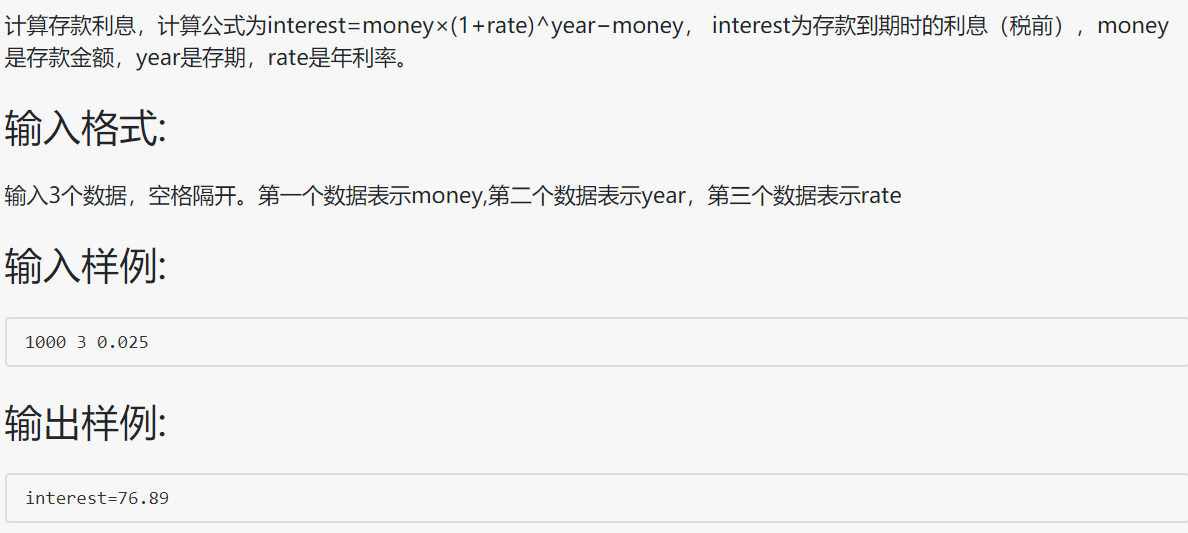 计算存款利息，计算公式为interest=money×(1+rate)^year−money， interest为存款到期时的利息（税前），money
是存款金额，year是存期，rate是年利率。
输入格式:
输入3个数据，空格隔开。第一个数据表示money,第二个数据表示year，第三个数据表示rate
输入样例:
1000 3 0.025
输出样例:
interest=76.89